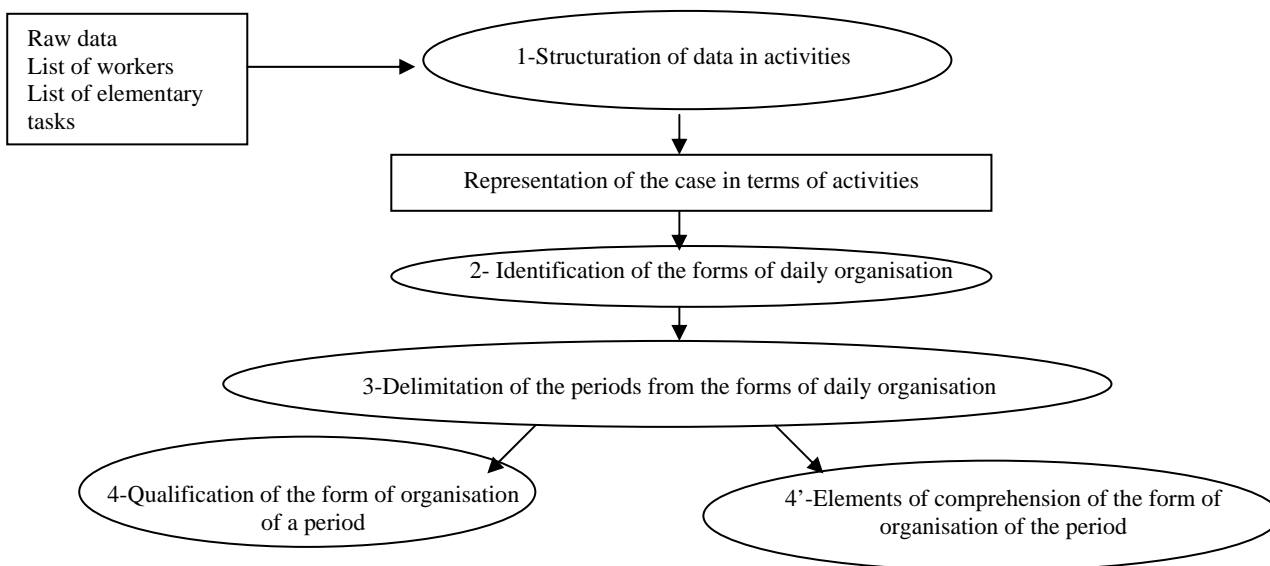 Raw data
List of workers
List of elementary
tasks
1-Structuration of data in activities
Representation of the case in terms of activities
2- Identification of the forms of daily organisation
3-Delimitation of the periods from the forms of daily organisation
4-Qualification of the form of organisation
of a period
4’-Elements of comprehension of the form of
organisation of the period